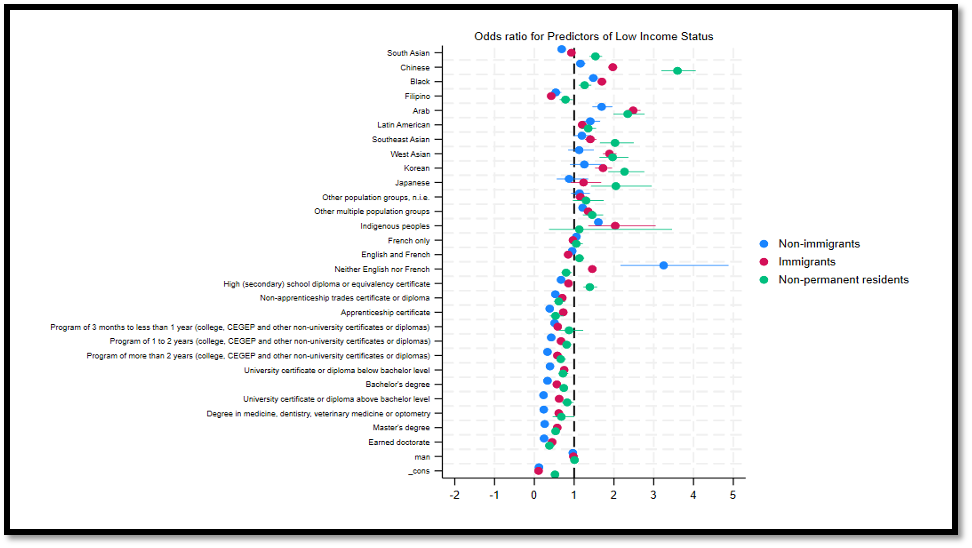 Odds ratio for Predictors of Low Income Status
South Asian
Chinese
Black
Filipino
Arab
Latin American
Southeast Asian
West Asian
Korean
Japanese
Other population groups, n.i.e.
Other multiple population groups
Indigenous peoples
French only
English and French
Neither English nor French
High (secondary) school diploma or equivalency certificate
Non-apprenticeship trades certificate or diploma
Apprenticeship certificate
Program of 3 months to less than 1 year (college, CEGEP and other non-university certificates or diplomas)
Program of 1 to 2 years (college, CEGEP and other non-university certificates or diplomas)
Program of more than 2 years (college, CEGEP and other non-university certificates or diplomas)
University certificate or diploma below bachelor level
Bachelor's degree
University certificate or diploma above bachelor level
Degree in medicine, dentistry, veterinary medicine or optometry
Master's degree
Earned doctorate
man
_cons
-2 -1 0 1 2 3 4 5
Non-immigrants
Immigrants
Non-permanent residents